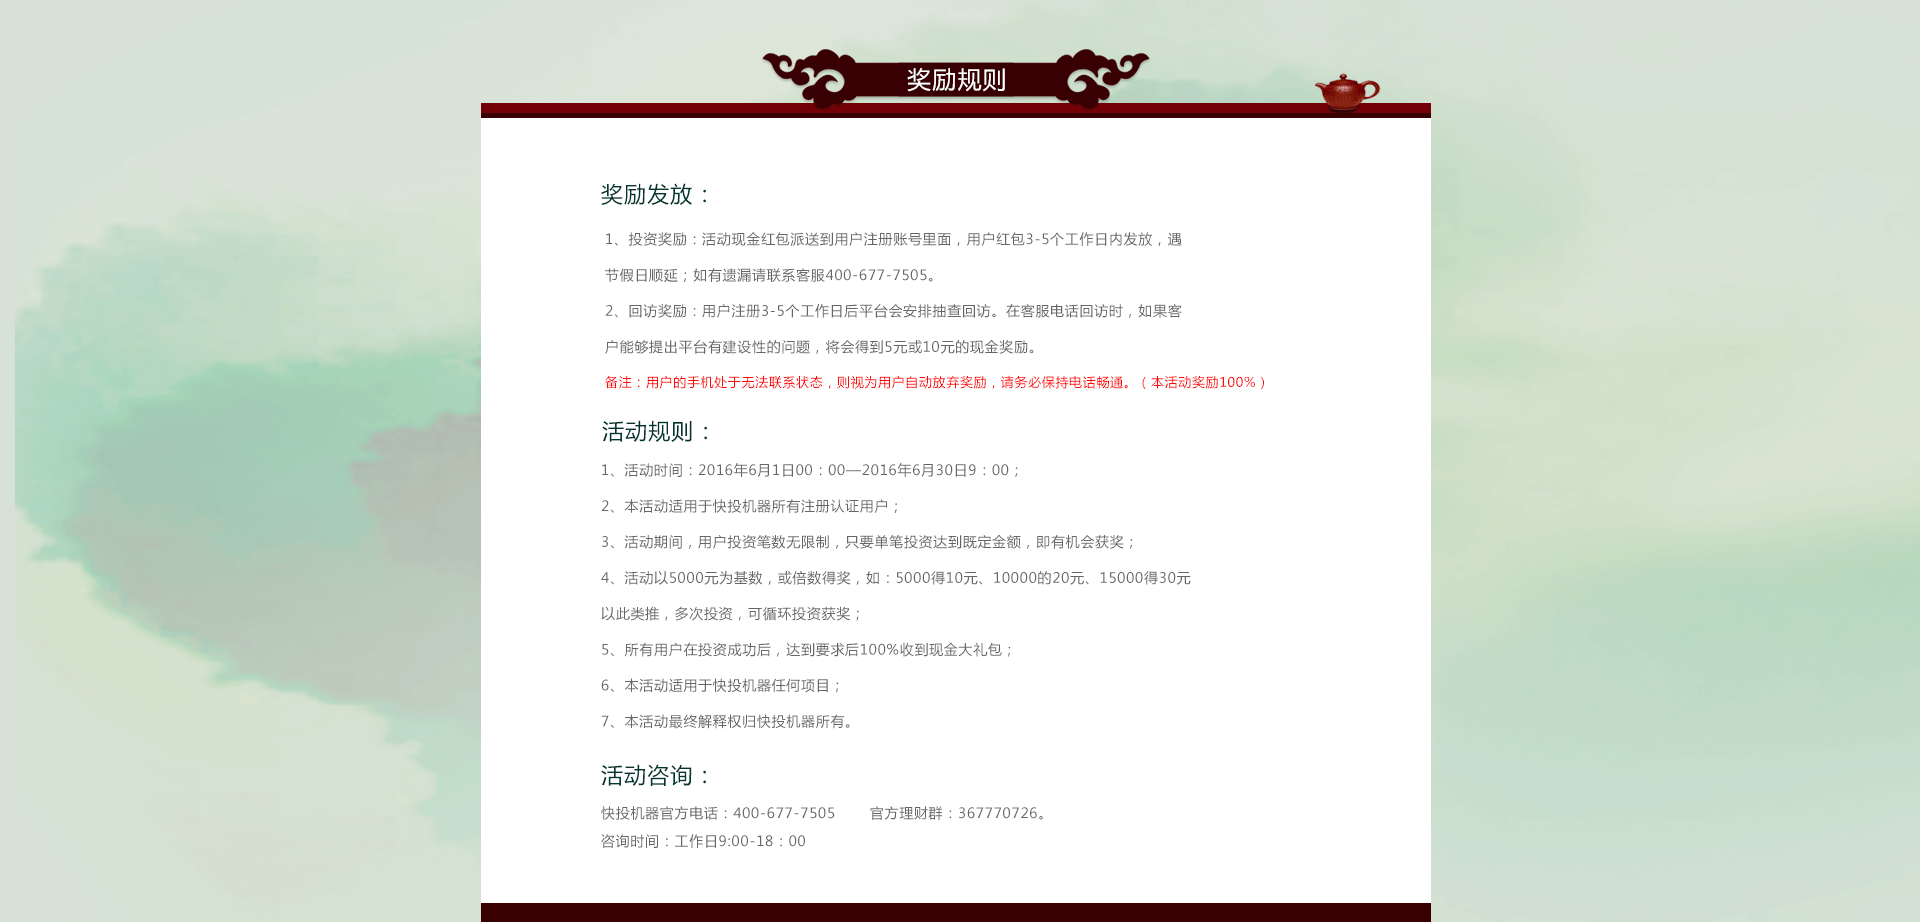 奖励规则
奖励发放：
1、投资奖励：活动现金红包派送到用户注册账号里面，用户红包3-5个工作日内发放，遇
节假日顺延；如有遗漏请联系客服400-677-7505。
2、回访奖励：用户注册3-5个工作日后平台会安排抽查回访。在客服电话回访时，如果客
户能够提出平台有建设性的问题，将会得到5元或10元的现金奖励。
备注：用户的手机处于无法联系状态，则视为用户自动放弃奖励，请务必保持电话畅通。（本活动奖励100%）
活动规则：
1、活动时间：2016年6月1日00：00—2016年6月30日9：00；
2、本活动适用于快投机器所有注册认证用户；
3、活动期间，用户投资笔数无限制，只要单笔投资达到既定金额，即有机会获奖；
4、活动以5000元为基数，或倍数得奖，如：5000得10元、10000的20元、15000得30元
以此类推，多次投资，可循环投资获奖；
5、所有用户在投资成功后，达到要求后100%收到现金大礼包；
6、本活动适用于快投机器任何项目；
7、本活动最终解释权归快投机器所有。
活动咨询：
快投机器官方电话：400-677-7505 官方理财群：367770726。
咨询时间：工作日9:00-18：00